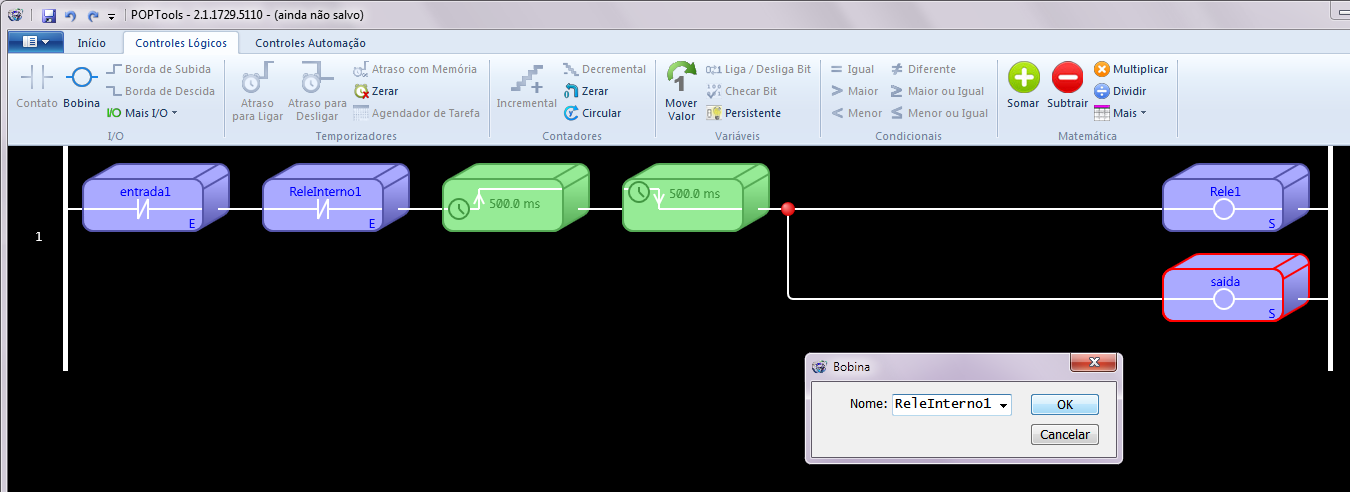 POPTools - 2.1.1729.5110 - (ainda não salvo)
Início Controles Lógicos Controles Automação
Contato Bobina Borda de Subida
Borda de Descida
Mais I/O
I/O
Atraso para Ligar Atraso para Desligar Atraso com Memória
Zerar
Agendador de Tarefa
Temporizadores
Incremental Decremental
Zerar
Circular
Contadores
Mover Valor Liga / Desliga Bit
Checar Bit
Persistente
Variáveis
Igual Diferente
Maior Maior ou Igual
Menor Menor ou Igual
Condicionais
Somar Subtrair Multiplicar
Dividir
Mais
Matemática
entrada1 ReleInterno1 500.0 ms 500.0 ms Rele1
E E S
1
saida
S
Bobina
Nome: ReleInterno1 OK
Cancelar